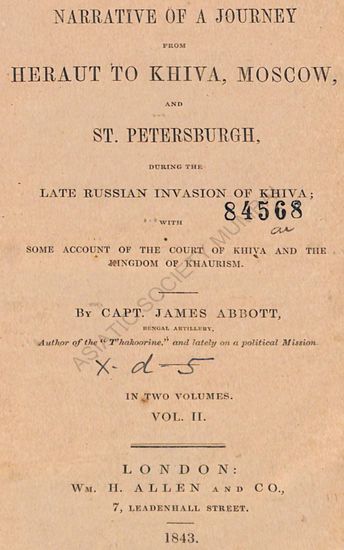 NARRATIVE OF A JOURNEY
FROM
HERAUT TO KHIVA, MOSCOW,
AND
ST. PETERSBURGH,
DURING THE
LATE RUSSIAN INVASION OF KHIVA;
84568
WITH
SOME ACCOUNT OF THE COURT OF KHIVA AND THE
KINGDOM OF KHAURISM.
BY CAPT. JAMES ABBOTT,
BENGAL ARTILLERY,
Author of the "T'hakoorine," and lately on a political Mission.
X-d-5
IN TWO VOLUMES.
VOL. II.
LONDON:
WM. H. ALLEN AND CO.,
7, LEADENHALL STREET.
1843.
ASIATIC SOCIETY